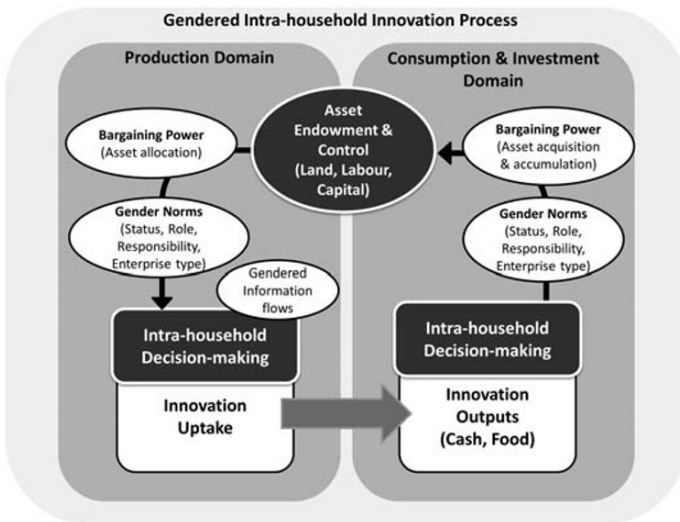 Gendered Intra-household Innovation Process
Production Domain
Consumption & Investment
Domain
Asset
Endowment &
Control
(Land, Labour,
Capital)
Bargaining Power
(Asset allocation)
Gender Norms
(Status, Role,
Responsibility,
Enterprise type)
Gendered
Information
flows
Intra-household
Decision-making
Innovation
Uptake
Bargaining Power
(Asset acquisition
& accumulation)
Gender Norms
(Status, Role,
Responsibility,
Enterprise type)
Intra-household
Decision-making
Innovation
Outputs
(Cash, Food)